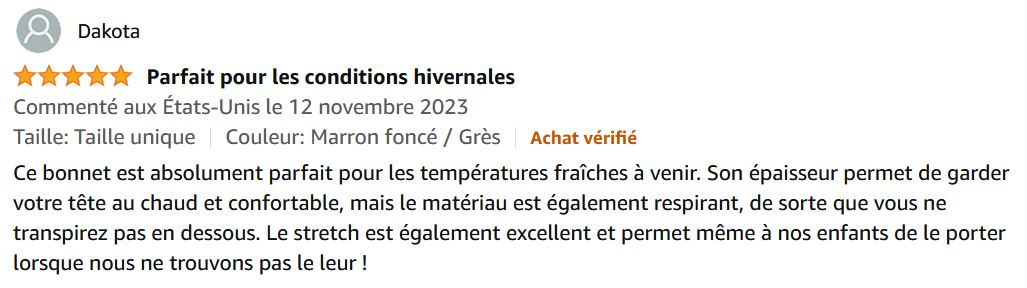 Dakota
Parfait pour les conditions hivernales
Commenté aux États-Unis le 12 novembre 2023
Taille: Taille unique | Couleur: Marron foncé / Grès | Achat vérifié
Ce bonnet est absolument parfait pour les températures fraîches à venir. Son épaisseur permet de garder
votre tête au chaud et confortable, mais le matériau est également respirant, de sorte que vous ne
transpirez pas en dessous. Le stretch est également excellent et permet même à nos enfants de le porter
lorsque nous ne trouvons pas le leur !